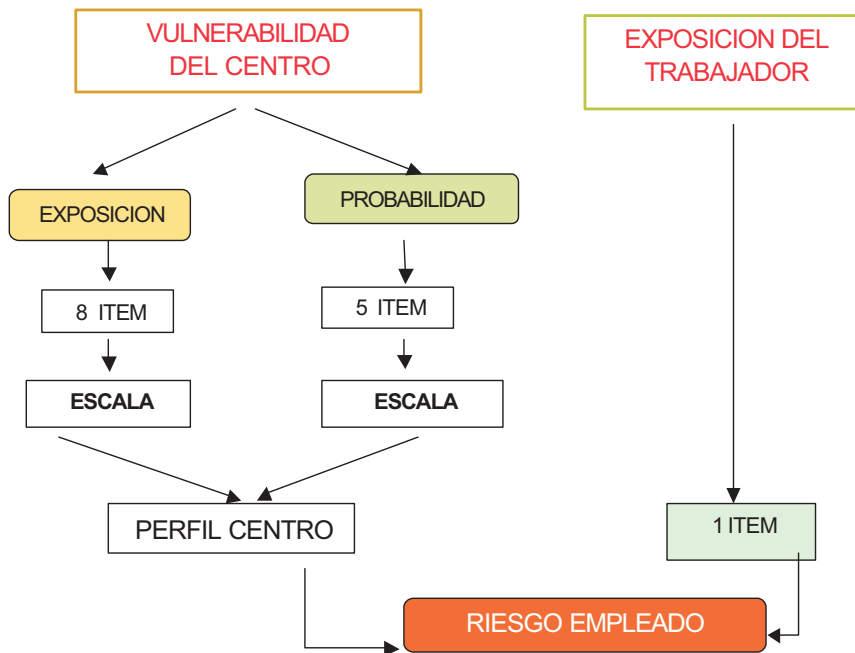 VULNERABILIDAD
DEL CENTRO
EXPOSICION DEL
TRABAJADOR
EXPOSICION
PROBABILIDAD
8 ITEM
5 ITEM
ESCALA
ESCALA
PERFIL CENTRO
1 ITEM
RIESGO EMPLEADO